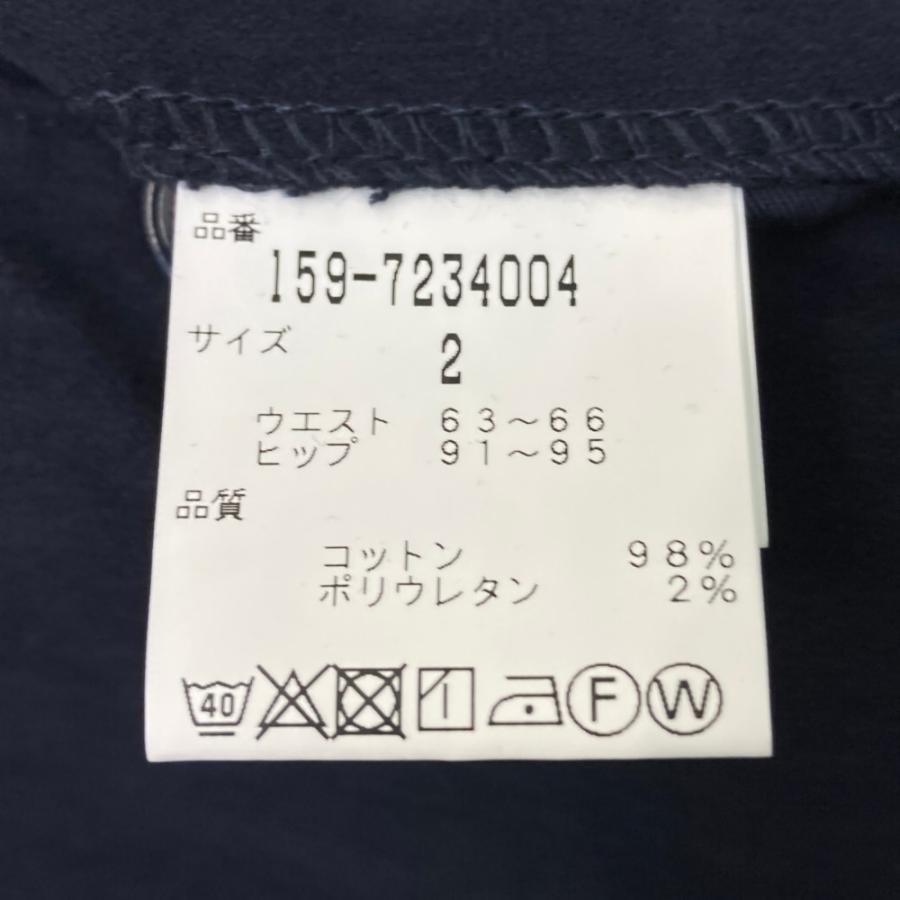 品番
159-7234004
サイズ 2
ウエスト 63～66
ヒップ 91～95
品質
コットン 98%
ポリウレタン 2%
40 F W